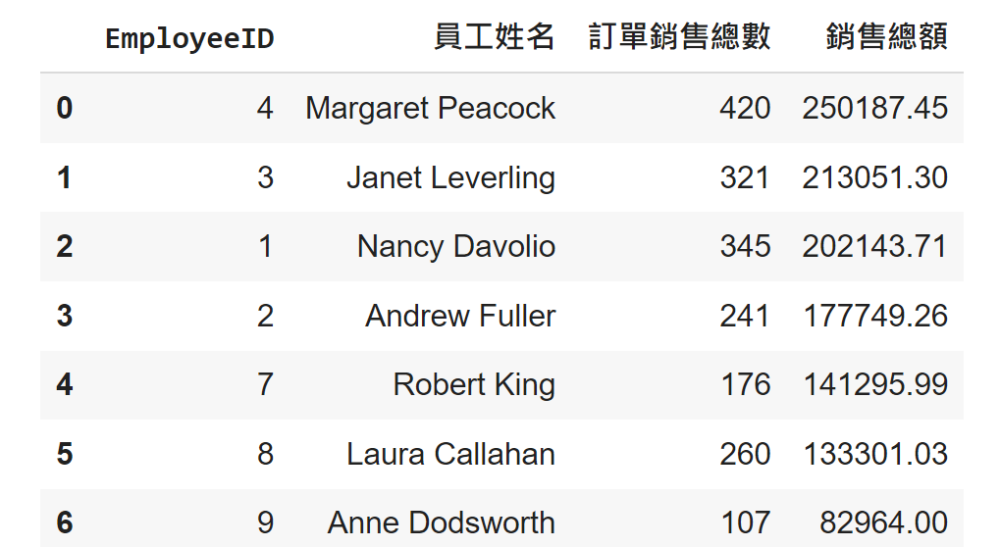 EmployeeID 員工姓名 訂單銷售總數 銷售總額
0 4 Margaret Peacock 420 250187.45
1 3 Janet Leverling 321 213051.30
2 1 Nancy Davolio 345 202143.71
3 2 Andrew Fuller 241 177749.26
4 7 Robert King 176 141295.99
5 8 Laura Callahan 260 133301.03
6 9 Anne Dodsworth 107 82964.00